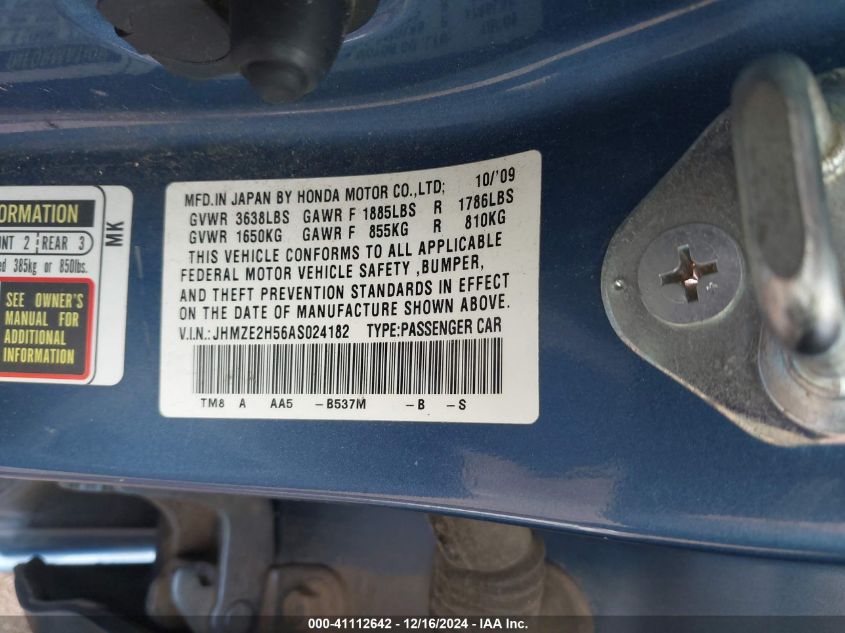 ORMATION
NT 2 REAR 3
ed 385kg or 850lbs.
SEE OWNER'S
MANUAL FOR
ADDITIONAL
INFORMATION
MK
MFD.IN JAPAN BY HONDA MOTOR CO.,LTD; 10/'09
GVWR 3638LBS GAWR F 1885LBS R 1786LBS
GVWR 1650KG GAWR F 855KG R 810KG
THIS VEHICLE CONFORMS TO ALL APPLICABLE
FEDERAL MOTOR VEHICLE SAFETY ,BUMPER,
AND THEFT PREVENTION STANDARDS IN EFFECT
ON THE DATE OF MANUFACTURE SHOWN ABOVE.
V.I.N.: JHMZE2H56AS024182 TYPE:PASSENGER CAR
TM8 A AA5 -B537M -B -S
000-41112642 - 12/16/2024 - IAA Inc.